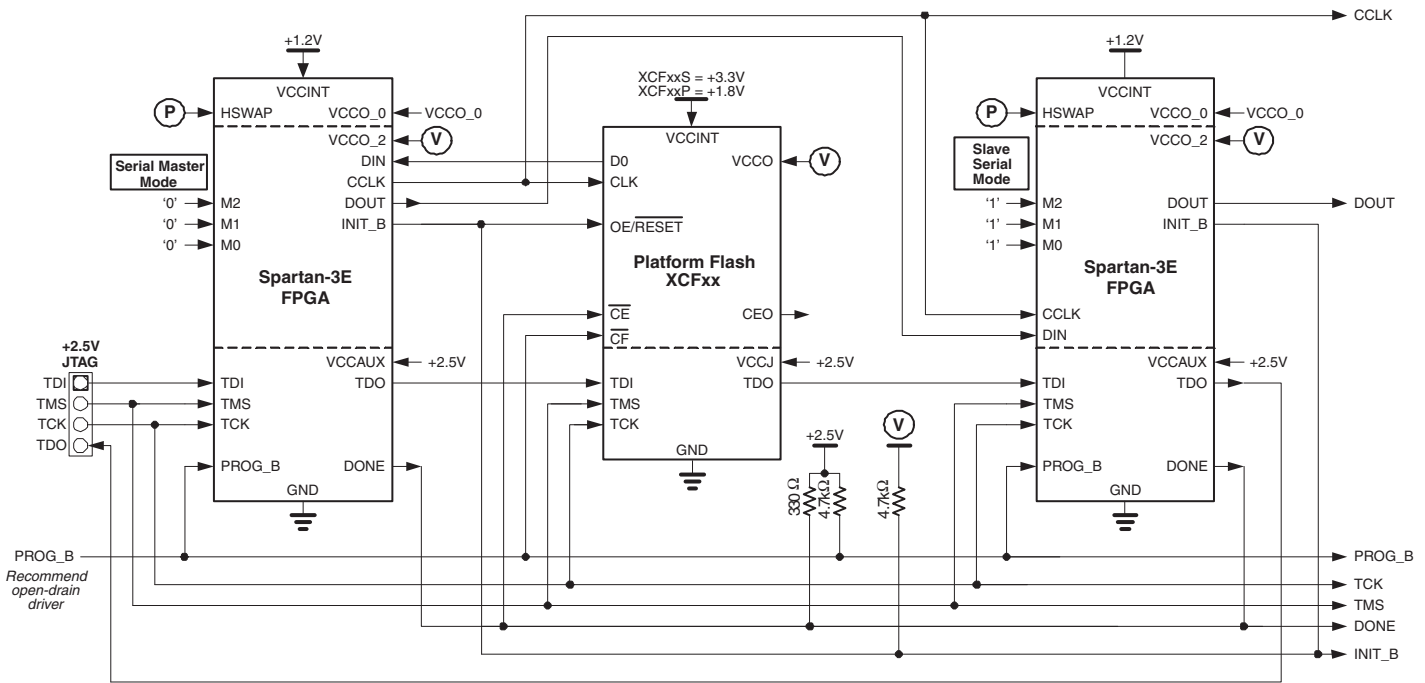 CCLK
+1.2V
VCCINT
P
HSWAP
VCCO_0
VCCO_0
VCCO_2
V
Serial Master
Mode
DIN
CCLK
DOUT
INIT_B
'0'
M2
'0'
M1
'0'
M0
Spartan-3E
FPGA
VCCAUX
+2.5V
TDI
TDO
TMS
TCK
PROG_B
DONE
GND
+2.5V
JTAG
TDI
TMS
TCK
TDO
XCFxxS = +3.3V
XCFxxP = +1.8V
VCCINT
D0
VCCO
V
CLK
OE/RESET
Platform Flash
XCFxx
CE
CEO
CF
VCCJ
+2.5V
TDI
TDO
TMS
TCK
GND
+2.5V
330 Ω
4.7kΩ
V
4.7kΩ
+1.2V
VCCINT
P
HSWAP
VCCO_0
VCCO_0
VCCO_2
V
Slave
Serial
Mode
'1'
M2
'1'
M1
'1'
M0
DOUT
DOUT
INIT_B
Spartan-3E
FPGA
CCLK
DIN
VCCAUX
+2.5V
TDI
TDO
TMS
TCK
PROG_B
DONE
GND
PROG_B
Recommend
open-drain
driver
PROG_B
TCK
TMS
DONE
INIT_B